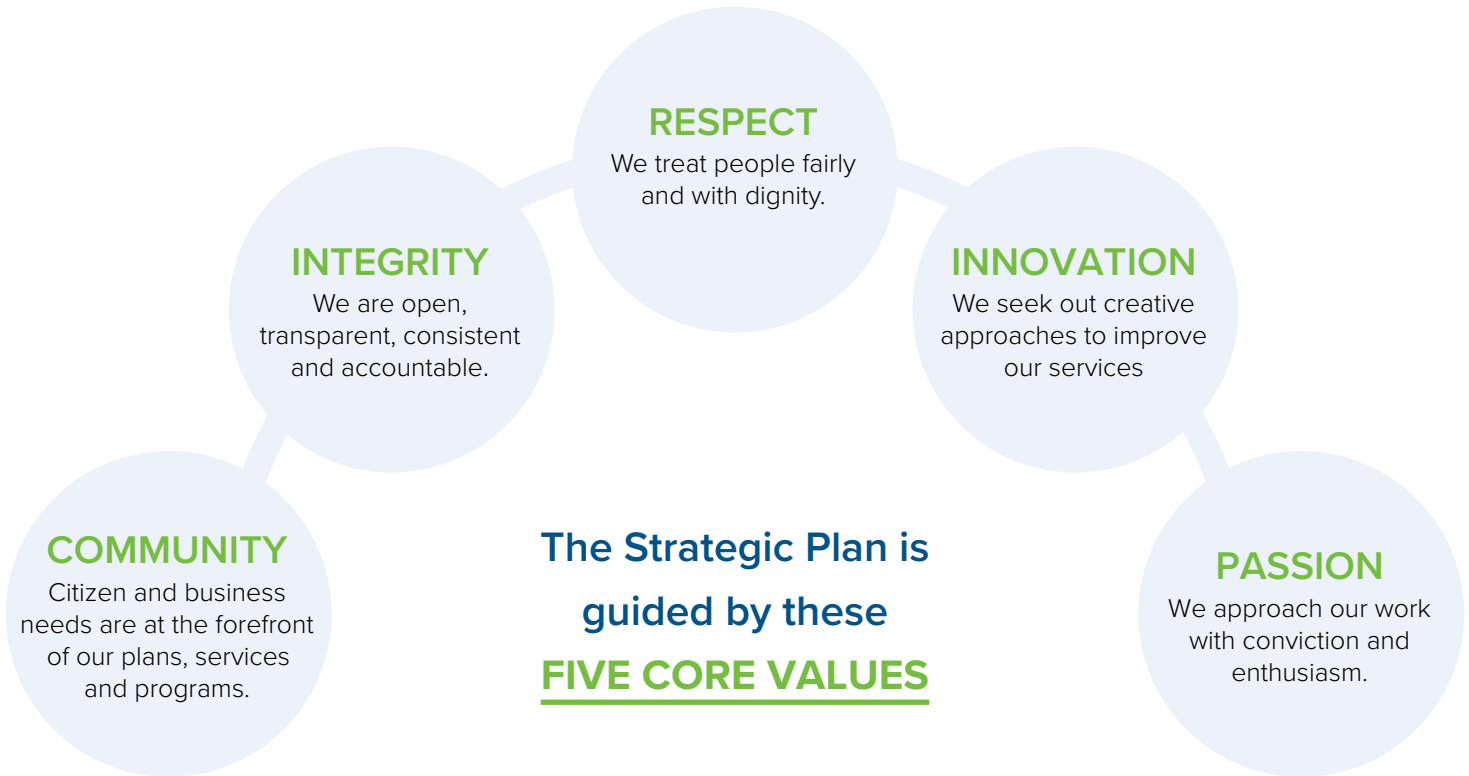 RESPECT
We treat people fairly
and with dignity.
INTEGRITY
We are open,
transparent, consistent
and accountable.
INNOVATION
We seek out creative
approaches to improve
our services
COMMUNITY
Citizen and business
needs are at the forefront
of our plans, services
and programs.
The Strategic Plan is
guided by these
FIVE CORE VALUES
PASSION
We approach our work
with conviction and
enthusiasm.